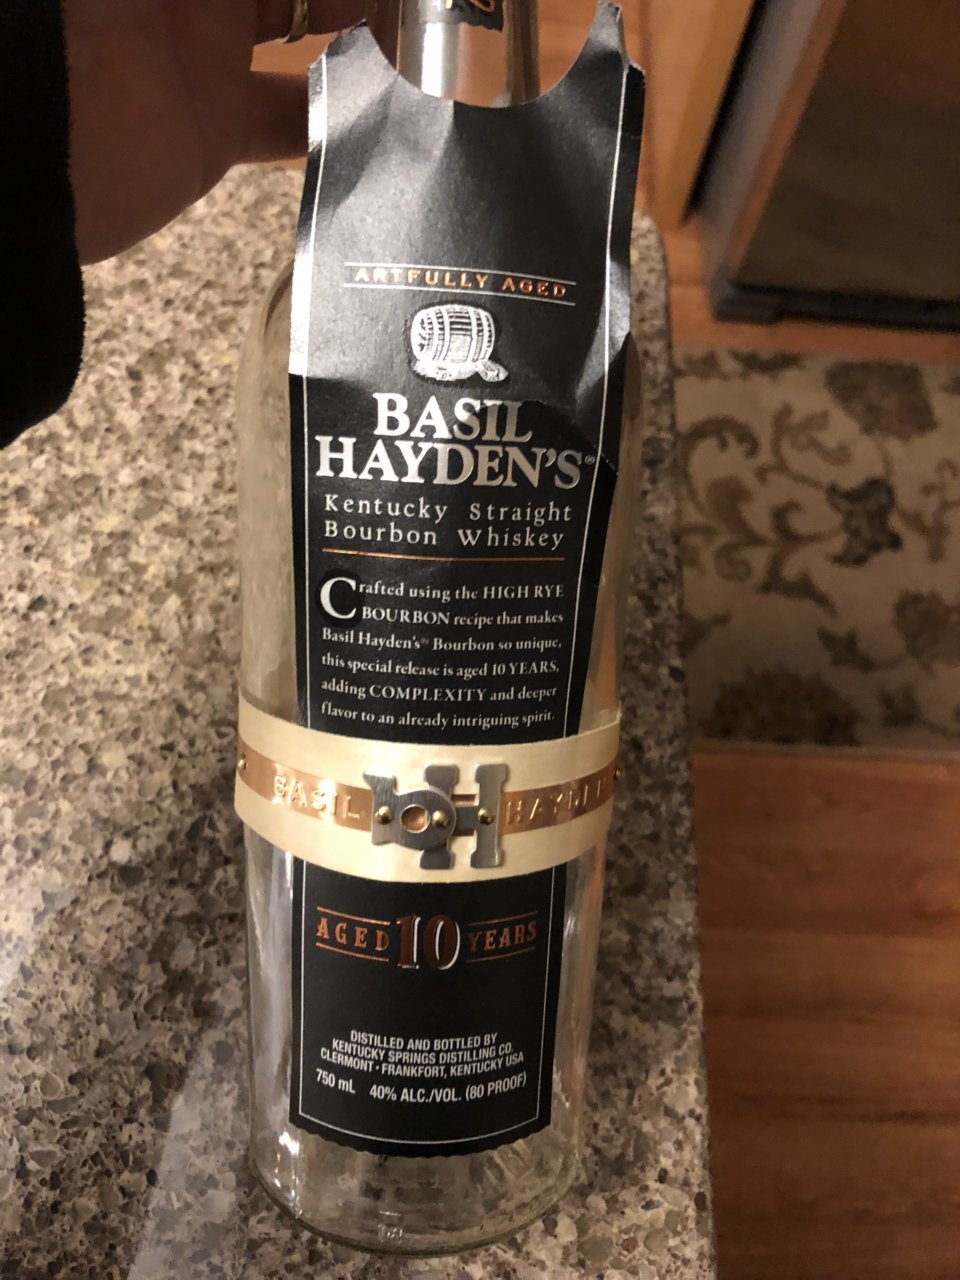 ARTFULLY AGED
BASIL
HAYDEN'S®
Kentucky Straight
Bourbon Whiskey
Crafted using the HIGH RYE
BOURBON recipe that makes
Basil Hayden's® Bourbon so unique,
this special release is aged 10 YEARS,
adding COMPLEXITY and deeper
flavor to an already intriguing spirit.
BASIL BH HAYDEN
AGED 10 YEARS
DISTILLED AND BOTTLED BY
KENTUCKY SPRINGS DISTILLING CO.
CLERMONT · FRANKFORT, KENTUCKY USA
750 mL 40% ALC./VOL. (80 PROOF)